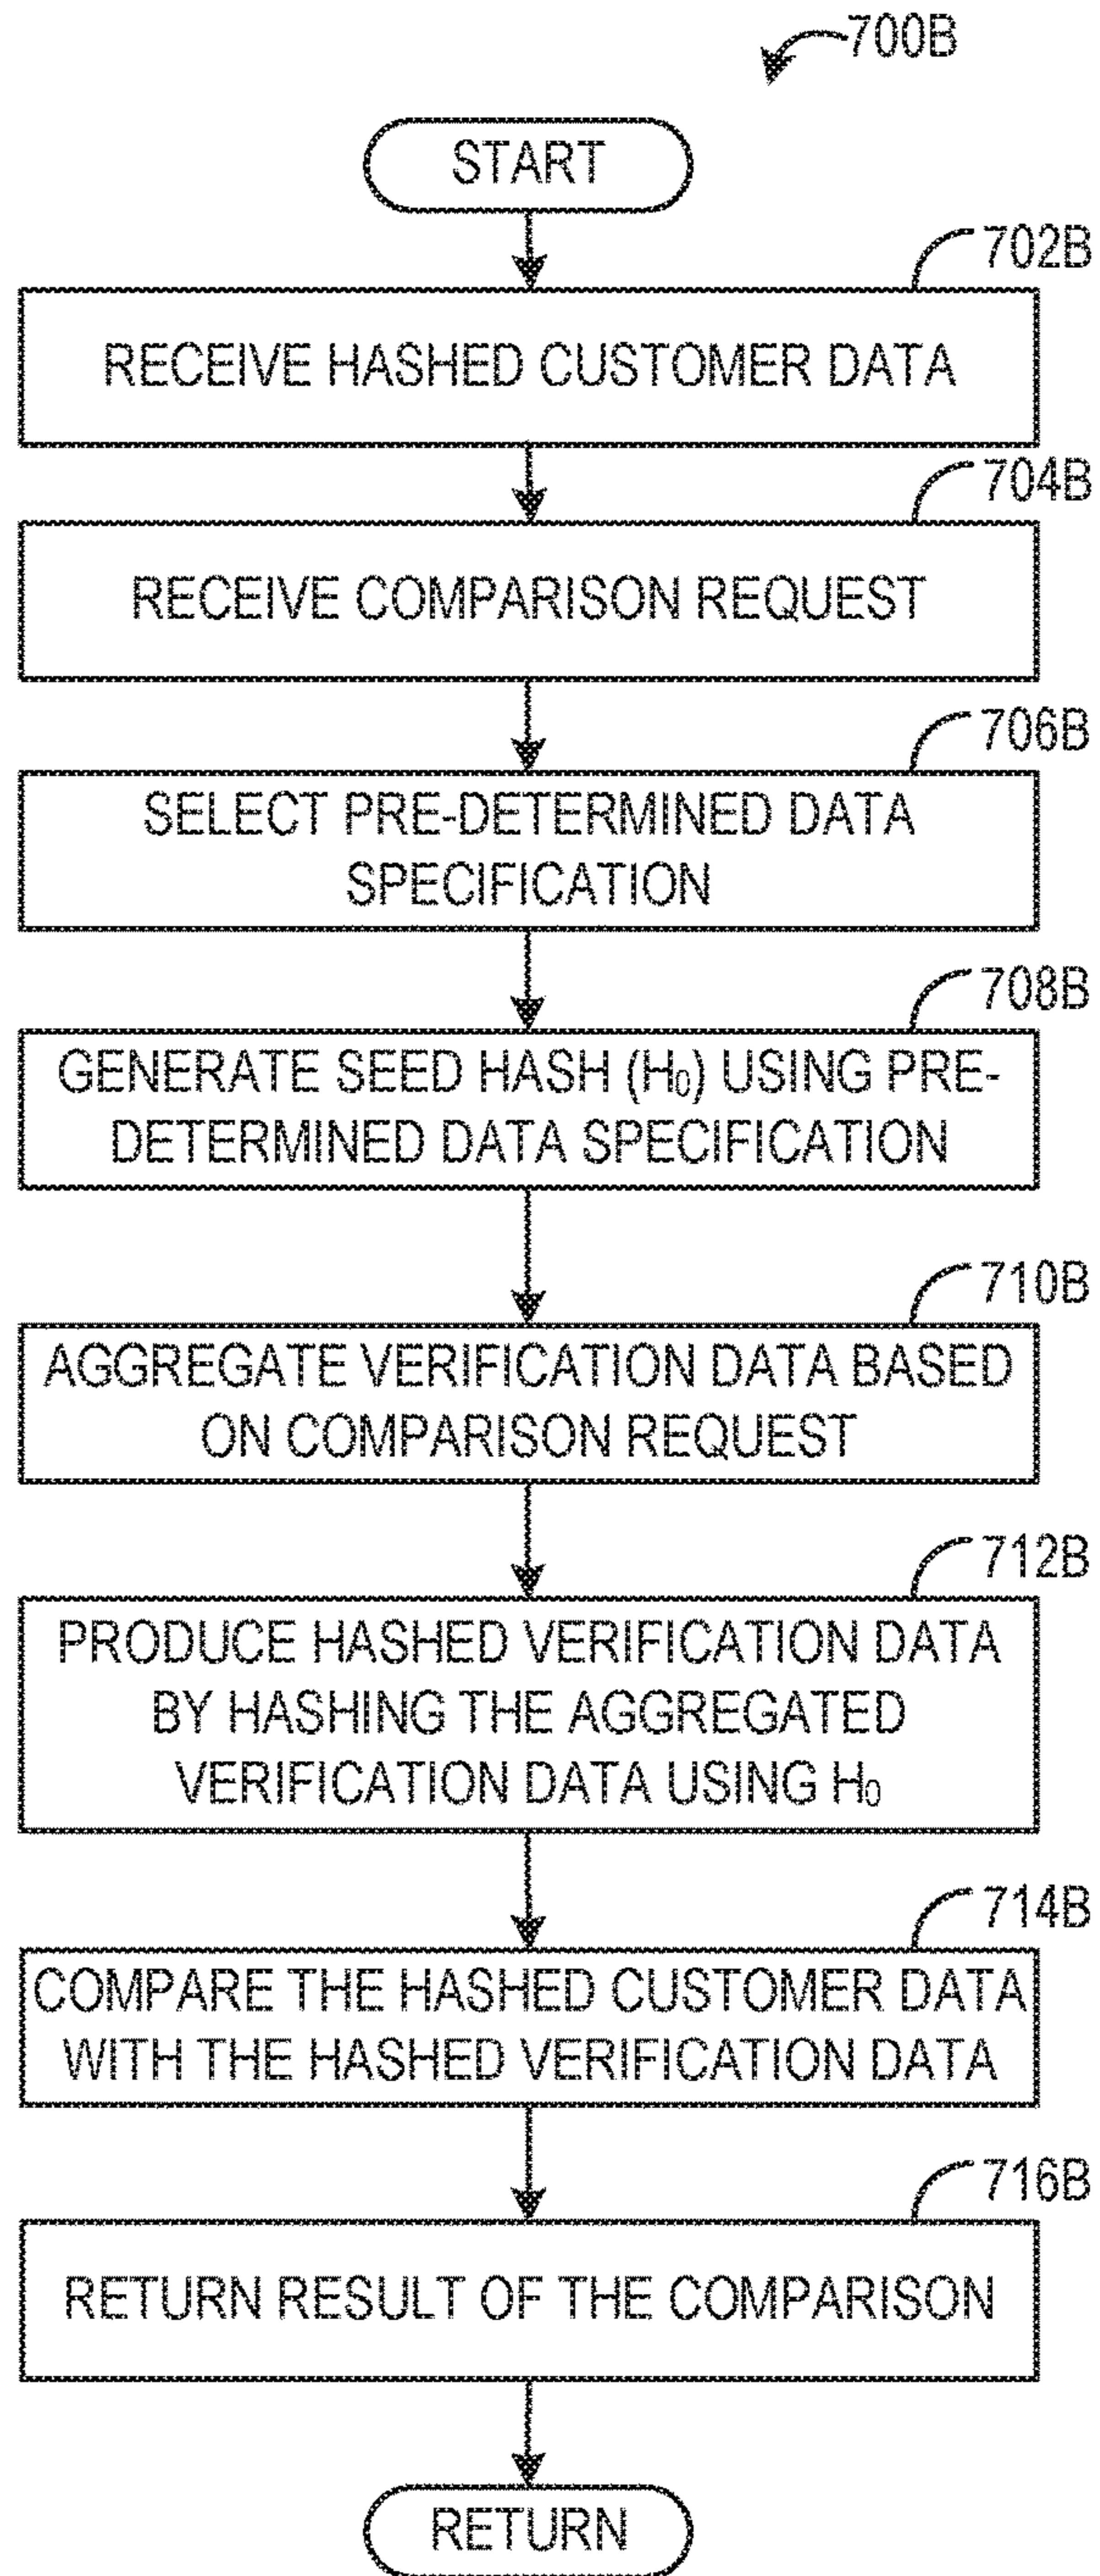 700B
START
702B
RECEIVE HASHED CUSTOMER DATA
704B
RECEIVE COMPARISON REQUEST
706B
SELECT PRE-DETERMINED DATA
SPECIFICATION
708B
GENERATE SEED HASH (H₀) USING PRE-
DETERMINED DATA SPECIFICATION
710B
AGGREGATE VERIFICATION DATA BASED
ON COMPARISON REQUEST
712B
PRODUCE HASHED VERIFICATION DATA
BY HASHING THE AGGREGATED
VERIFICATION DATA USING H₀
714B
COMPARE THE HASHED CUSTOMER DATA
WITH THE HASHED VERIFICATION DATA
716B
RETURN RESULT OF THE COMPARISON
RETURN